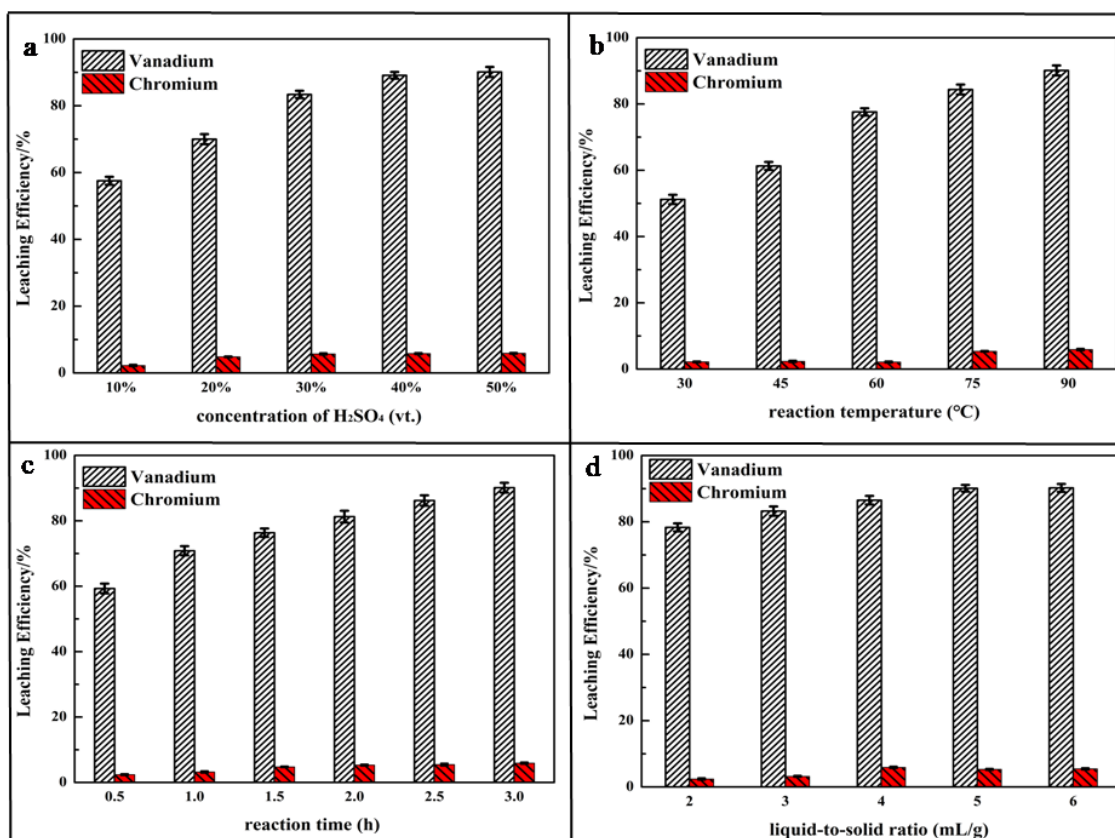 a
Vanadium
Chromium
Leaching Efficiency/%
100
80
60
40
20
0
10% 20% 30% 40% 50%
concentration of H₂SO₄ (vt.)
b
Vanadium
Chromium
Leaching Efficiency/%
100
80
60
40
20
0
30 45 60 75 90
reaction temperature (°C)
c
Vanadium
Chromium
Leaching Efficiency/%
100
80
60
40
20
0
0.5 1.0 1.5 2.0 2.5 3.0
reaction time (h)
d
Vanadium
Chromium
Leaching Efficiency/%
100
80
60
40
20
0
2 3 4 5 6
liquid-to-solid ratio (mL/g)